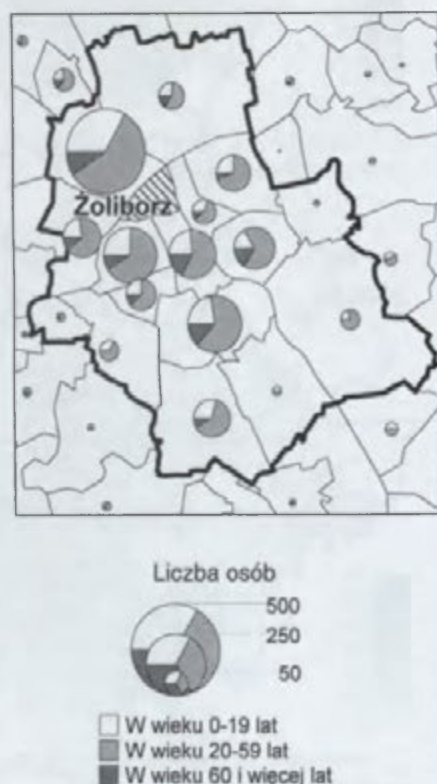 Żoliborz
Liczba osób
500
250
50
W wieku 0-19 lat
W wieku 20-59 lat
W wieku 60 i więcej lat